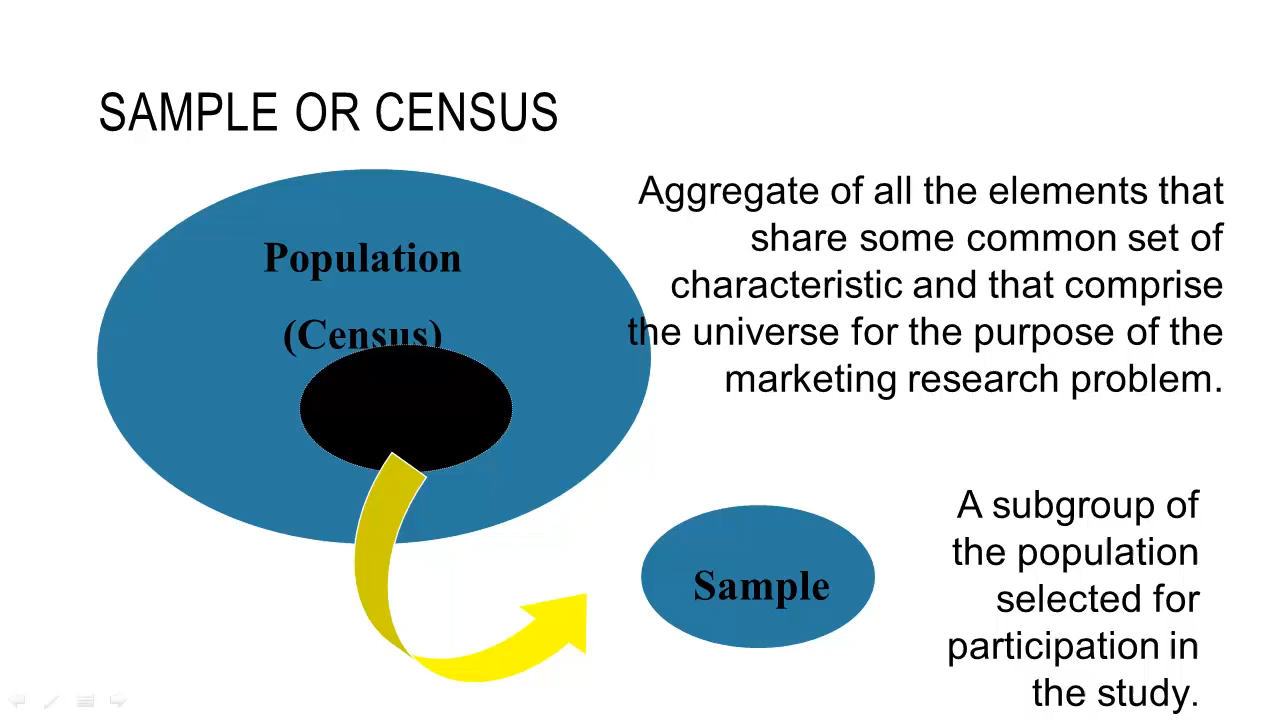 SAMPLE OR CENSUS
Population
(Census)
Aggregate of all the elements that
share some common set of
characteristic and that comprise
the universe for the purpose of the
marketing research problem.
Sample
A subgroup of
the population
selected for
participation in
the study.